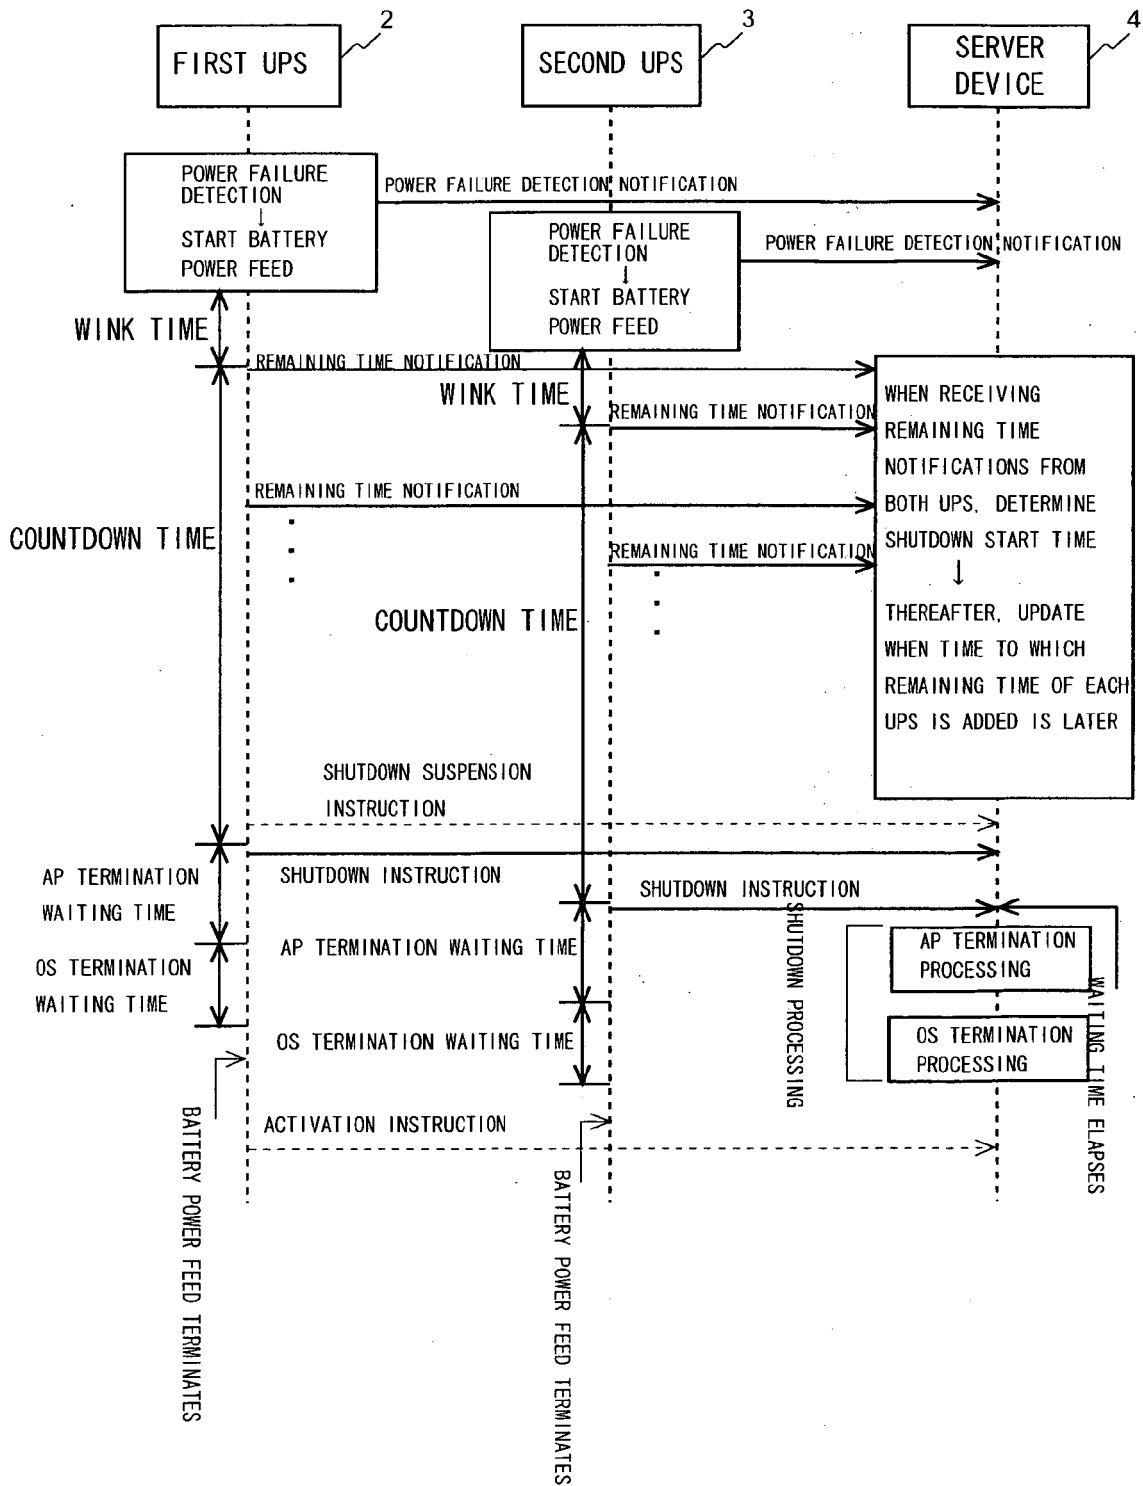 2
3
4
FIRST UPS
SECOND UPS
SERVER
DEVICE
POWER FAILURE
DETECTION
START BATTERY
POWER FEED
POWER FAILURE DETECTION NOTIFICATION
POWER FAILURE
DETECTION
START BATTERY
POWER FEED
POWER FAILURE DETECTION NOTIFICATION
WINK TIME
REMAINING TIME NOTIFICATION
WINK TIME
REMAINING TIME NOTIFICATION
REMAINING TIME NOTIFICATION
REMAINING TIME NOTIFICATION
COUNTDOWN TIME
COUNTDOWN TIME
WHEN RECEIVING
REMAINING TIME
NOTIFICATIONS FROM
BOTH UPS, DETERMINE
SHUTDOWN START TIME
THEREAFTER, UPDATE
WHEN TIME TO WHICH
REMAINING TIME OF EACH
UPS IS ADDED IS LATER
SHUTDOWN SUSPENSION
INSTRUCTION
SHUTDOWN INSTRUCTION
SHUTDOWN INSTRUCTION
AP TERMINATION
WAITING TIME
OS TERMINATION
WAITING TIME
AP TERMINATION WAITING TIME
OS TERMINATION WAITING TIME
SHUTDOWN PROCESSING
AP TERMINATION
PROCESSING
OS TERMINATION
PROCESSING
WAITING TIME ELAPSES
BATTERY POWER FEED TERMINATES
ACTIVATION INSTRUCTION
BATTERY POWER FEED TERMINATES